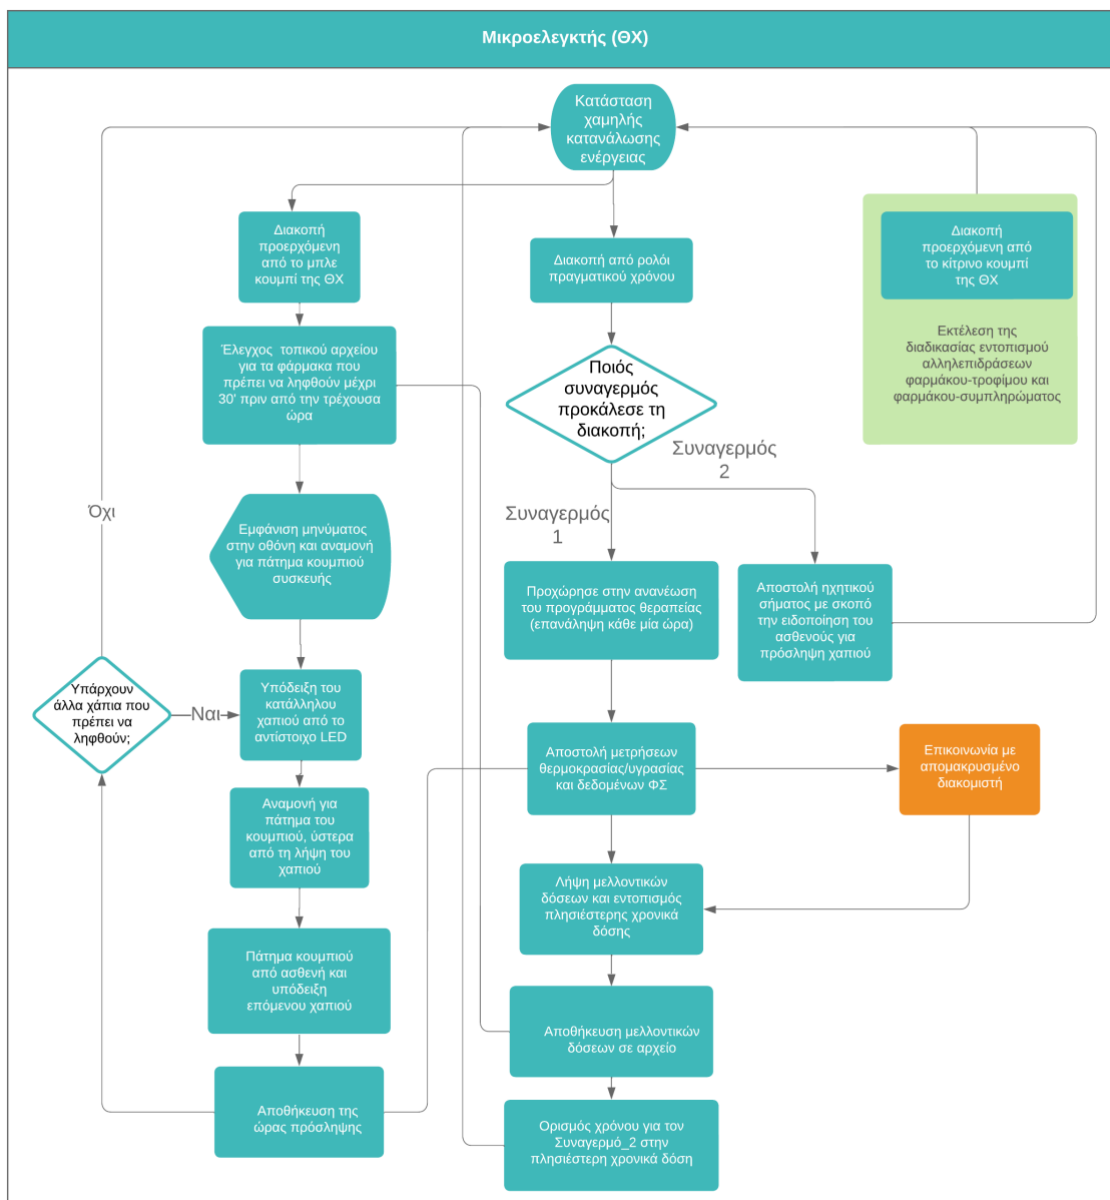 Μικροελεγκτής (ΘΧ)
Κατάσταση
χαμηλής
κατανάλωσης
ενέργειας
Διακοπή
προερχόμενη
από το μπλε
κουμπί της ΘΧ
Έλεγχος τοπικού αρχείου
για τα φάρμακα που
πρέπει να ληφθούν μέχρι
30' πριν από την τρέχουσα
ώρα
Εμφάνιση μηνύματος
στην οθόνη και αναμονή
για πάτημα κουμπιού
συσκευής
Υπόδειξη του
κατάλληλου
χαπιού από το
αντίστοιχο LED
Αναμονή για
πάτημα του
κουμπιού, ύστερα
από τη λήψη του
χαπιού
Πάτημα κουμπιού
από ασθενή και
υπόδειξη
επόμενου χαπιού
Αποθήκευση της
ώρας πρόσληψης
Υπάρχουν
άλλα χάπια που
πρέπει να
ληφθούν;
Ναι
Όχι
Διακοπή από ρολόι
πραγματικού χρόνου
Ποιός
συναγερμός
προκάλεσε τη
διακοπή;
Συναγερμός
1
Συναγερμός
2
Προχώρησε στην ανανέωση
του προγράμματος θεραπείας
(επανάληψη κάθε μία ώρα)
Αποστολή ηχητικού
σήματος με σκοπό
την ειδοποίηση του
ασθενούς για
πρόσληψη χαπιού
Αποστολή μετρήσεων
θερμοκρασίας/υγρασίας
και δεδομένων ΦΣ
Επικοινωνία με
απομακρυσμένο
διακομιστή
Λήψη μελλοντικών
δόσεων και εντοπισμός
πλησιέστερης χρονικά
δόσης
Αποθήκευση μελλοντικών
δόσεων σε αρχείο
Ορισμός χρόνου για τον
Συναγερμό_2 στην
πλησιέστερη χρονικά δόση
Διακοπή
προερχόμενη από
το κίτρινο κουμπί
της ΘΧ
Εκτέλεση της
διαδικασίας εντοπισμού
αλληλεπιδράσεων
φαρμάκου-τροφίμου και
φαρμάκου-συμπληρώματος